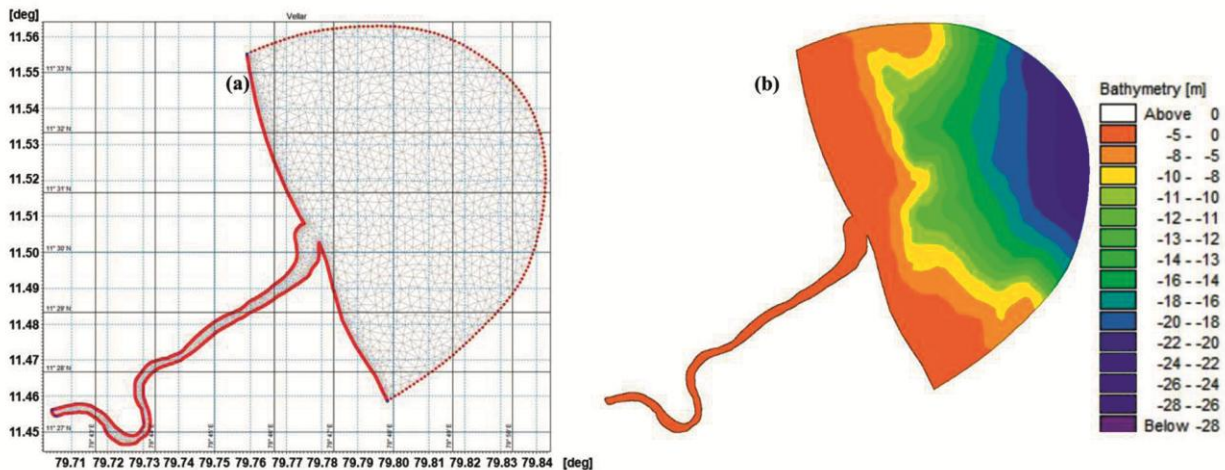 [deg]
Vellar
11.56
(a)
11.55
11° 33' N
11.54
11° 32' N
11.53
11.52
11° 31' N
11.51
11.50
11° 30' N
11.49
11° 29' N
11.48
11.47
11° 28' N
11.46
11.45
11° 27' N
79.71 79.72 79.73 79.74 79.75 79.76 79.77 79.78 79.79 79.80 79.81 79.82 79.83 79.84 [deg]
(b)
Bathymetry [m]
Above 0
-5 - 0
-8 - -5
-10 - -8
-11 - -10
-12 - -11
-13 - -12
-14 - -13
-16 - -14
-18 - -16
-20 - -18
-22 - -20
-24 - -22
-26 - -24
-28 - -26
Below -28